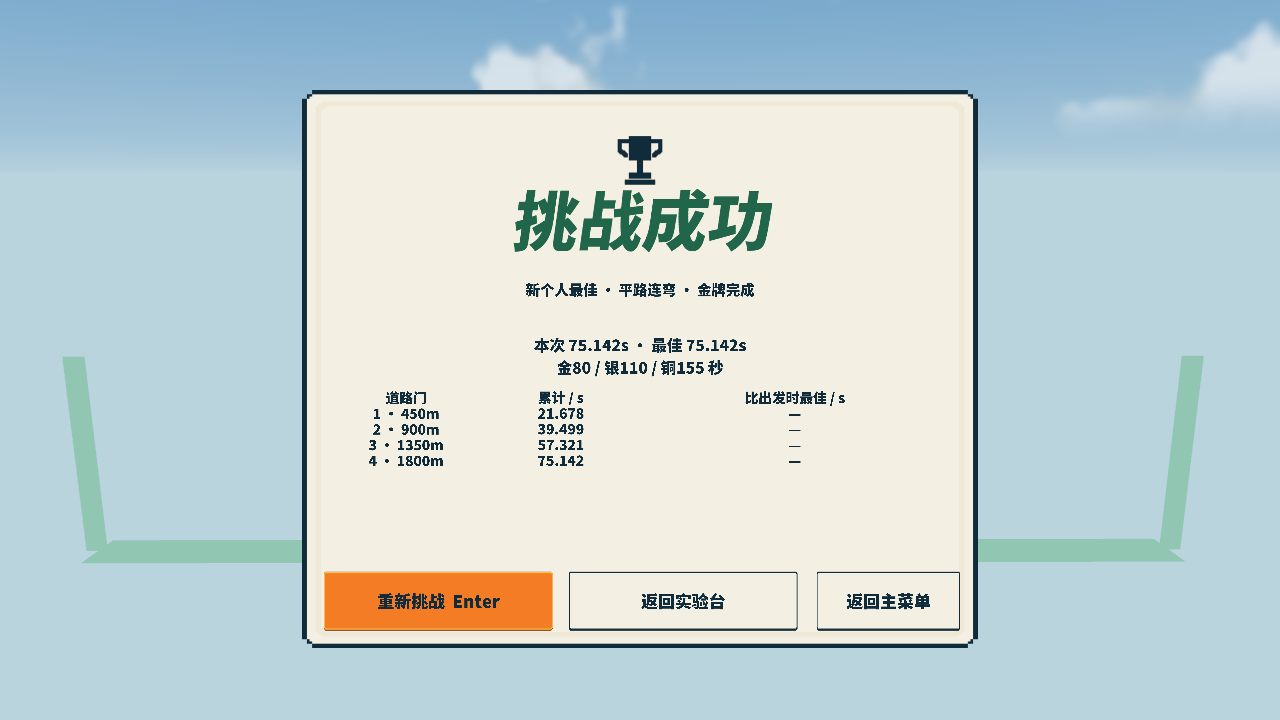 挑战成功
新个人最佳 · 平路连弯 · 金牌完成
本次 75.142s · 最佳 75.142s
金80 / 银110 / 铜155 秒
道路门 累计 / s 比出发时最佳 / s
1 · 450m 21.678 —
2 · 900m 39.499 —
3 · 1350m 57.321 —
4 · 1800m 75.142 —
重新挑战 Enter 返回实验台 返回主菜单